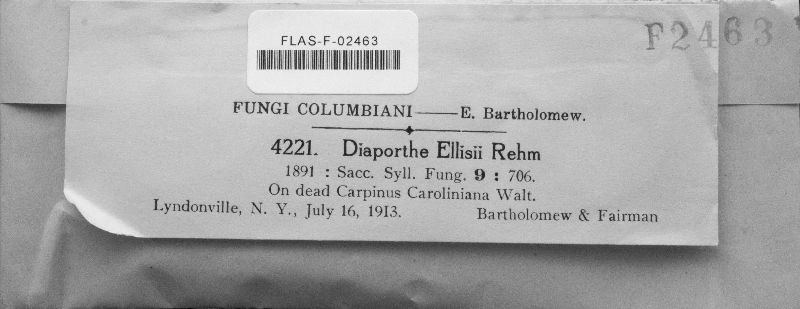 FLAS-F-02463
F2463
FUNGI COLUMBIANI——E. Bartholomew.
4221. Diaporthe Ellisii Rehm
1891 : Sacc. Syll. Fung. 9 : 706.
On dead Carpinus Caroliniana Walt.
Lyndonville, N. Y., July 16, 1913. Bartholomew & Fairman